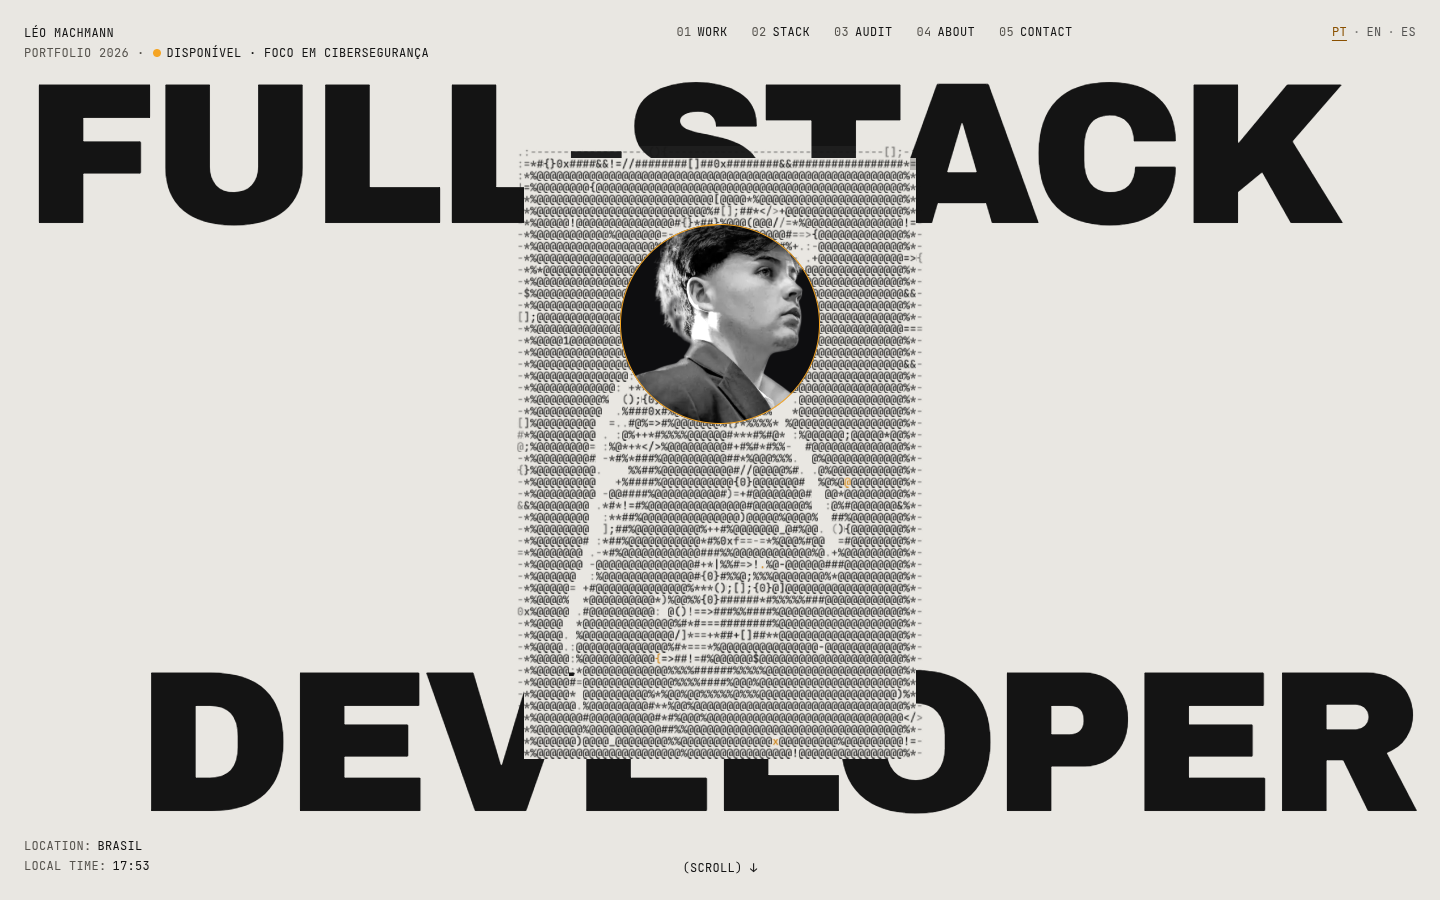 LÉO MACHMANN
PORTFOLIO 2026 · DISPONÍVEL · FOCO EM CIBERSEGURANÇA
01 WORK 02 STACK 03 AUDIT 04 ABOUT 05 CONTACT
PT · EN · ES
FULL STACK
DEVELOPER
LOCATION: BRASIL
LOCAL TIME: 17:53
(SCROLL) ↓